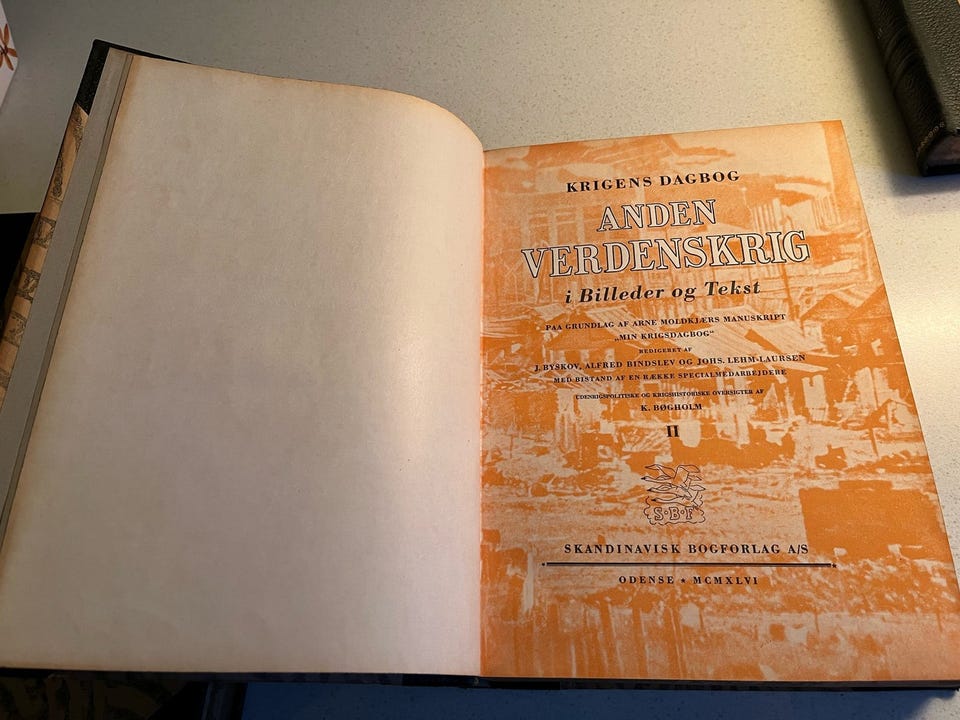 KRIGENS DAGBOG
ANDEN
VERDENSKRIG
i Billeder og Tekst
PAA GRUNDLAG AF ARNE MOLDKJÆRS MANUSKRIPT
„MIN KRIGSDAGBOG“
REDIGERET AF
J. BYSKOV, ALFRED BINDSLEV OG JOHS. LEHM-LAURSEN
MED BISTAND AF EN RÆKKE SPECIALMEDARBEJDERE
UDENRIGSPOLITISKE OG KRIGSHISTORISKE OVERSIGTER AF
K. BØGHOLM
II
S·B·F
SKANDINAVISK BOGFORLAG A/S
ODENSE ★ MCMXLVI